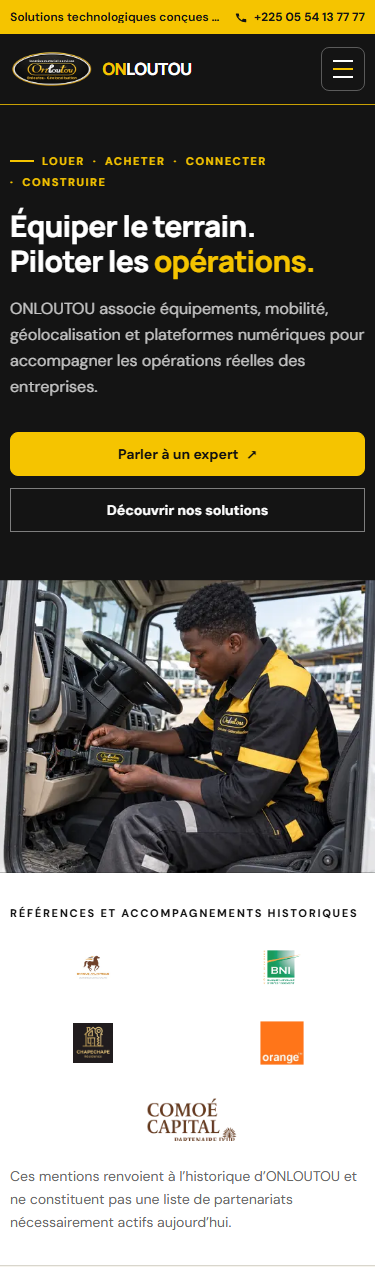 Solutions technologiques conçues ...
+225 05 54 13 77 77
Onloutou
ONLOUTOU
LOUER · ACHETER · CONNECTER
· CONSTRUIRE
Équiper le terrain.
Piloter les opérations.
ONLOUTOU associe équipements, mobilité,
géolocalisation et plateformes numériques pour
accompagner les opérations réelles des
entreprises.
Parler à un expert ↗
Découvrir nos solutions
Onloutou
Onloutou
RÉFÉRENCES ET ACCOMPAGNEMENTS HISTORIQUES
BNI
CHAPECHAPE
orange
COMOÉ
CAPITAL
Ces mentions renvoient à l'historique d'ONLOUTOU et
ne constituent pas une liste de partenariats
nécessairement actifs aujourd'hui.